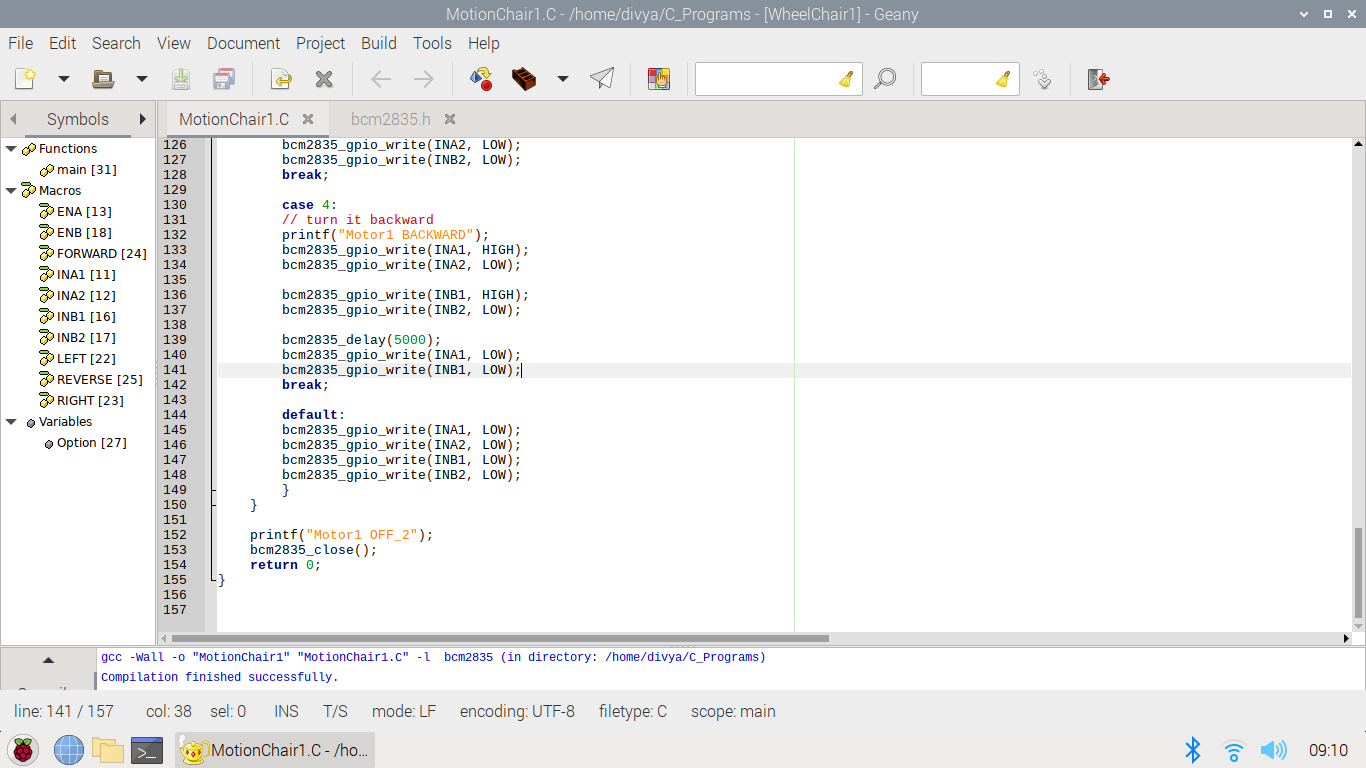 MotionChair1.C - /home/divya/C_Programs - [WheelChair1] - Geany
File Edit Search View Document Project Build Tools Help
Symbols
MotionChair1.C bcm2835.h
Functions
main [31]
Macros
ENA [13]
ENB [18]
FORWARD [24]
INA1 [11]
INA2 [12]
INB1 [16]
INB2 [17]
LEFT [22]
REVERSE [25]
RIGHT [23]
Variables
Option [27]
126 bcm2835_gpio_write(INA2, LOW);
127 bcm2835_gpio_write(INB2, LOW);
128 break;
129
130 case 4:
131 // turn it backward
132 printf("Motor1 BACKWARD");
133 bcm2835_gpio_write(INA1, HIGH);
134 bcm2835_gpio_write(INA2, LOW);
135
136 bcm2835_gpio_write(INB1, HIGH);
137 bcm2835_gpio_write(INB2, LOW);
138
139 bcm2835_delay(5000);
140 bcm2835_gpio_write(INA1, LOW);
141 bcm2835_gpio_write(INB1, LOW);
142 break;
143
144 default:
145 bcm2835_gpio_write(INA1, LOW);
146 bcm2835_gpio_write(INA2, LOW);
147 bcm2835_gpio_write(INB1, LOW);
148 bcm2835_gpio_write(INB2, LOW);
149 }
150 }
151
152 printf("Motor1 OFF_2");
153 bcm2835_close();
154 return 0;
155 }
156
157
gcc -Wall -o "MotionChair1" "MotionChair1.C" -l bcm2835 (in directory: /home/divya/C_Programs)
Compilation finished successfully.
line: 141 / 157 col: 38 sel: 0 INS T/S mode: LF encoding: UTF-8 filetype: C scope: main
MotionChair1.C - /ho... 09:10